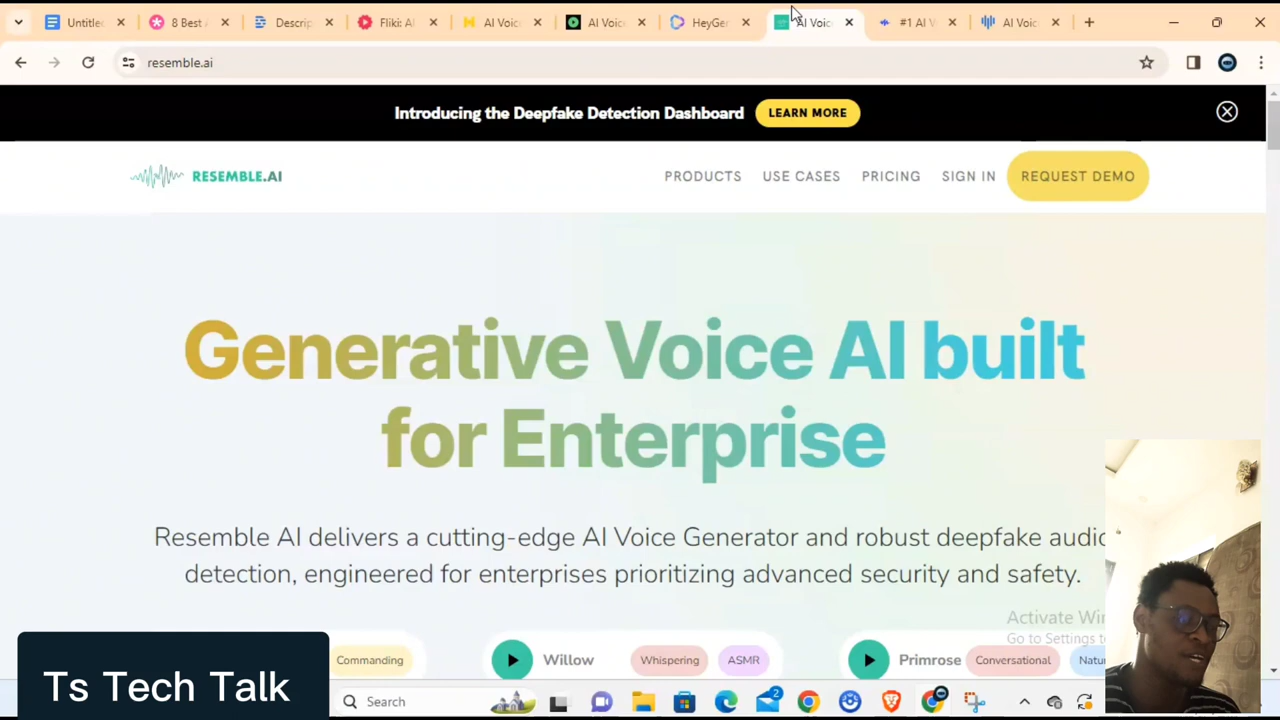 Untitle
8 Best
Descrip
Fliki: AI
AI Voic
AI Voic
HeyGen
AI Voic
#1 AI V
AI Voic
resemble.ai
Introducing the Deepfake Detection Dashboard LEARN MORE
RESEMBLE.AI PRODUCTS USE CASES PRICING SIGN IN REQUEST DEMO
Generative Voice AI built
for Enterprise
Resemble AI delivers a cutting-edge AI Voice Generator and robust deepfake audio
detection, engineered for enterprises prioritizing advanced security and safety.
Activate Win
Go to Settings to
Commanding Willow Whispering ASMR Primrose Conversational Natu
Ts Tech Talk
Search
2